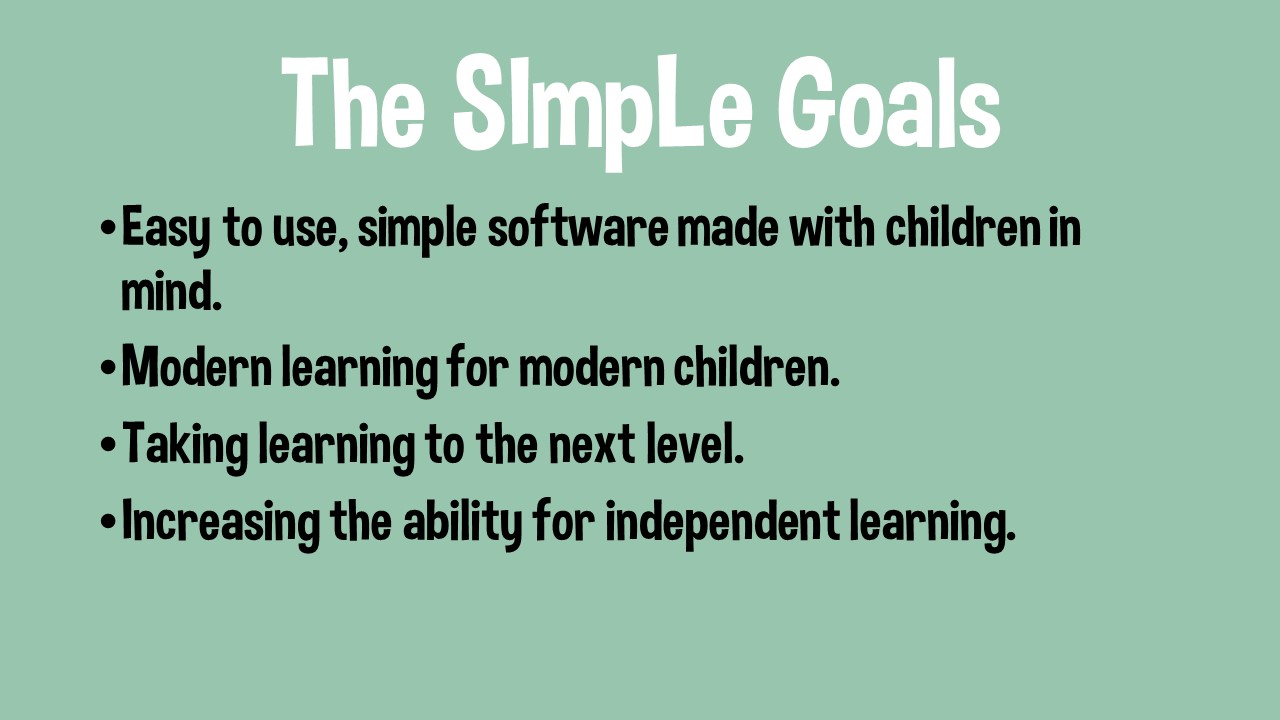 The SImpLe Goals
•Easy to use, simple software made with children in
mind.
•Modern learning for modern children.
•Taking learning to the next level.
•Increasing the ability for independent learning.